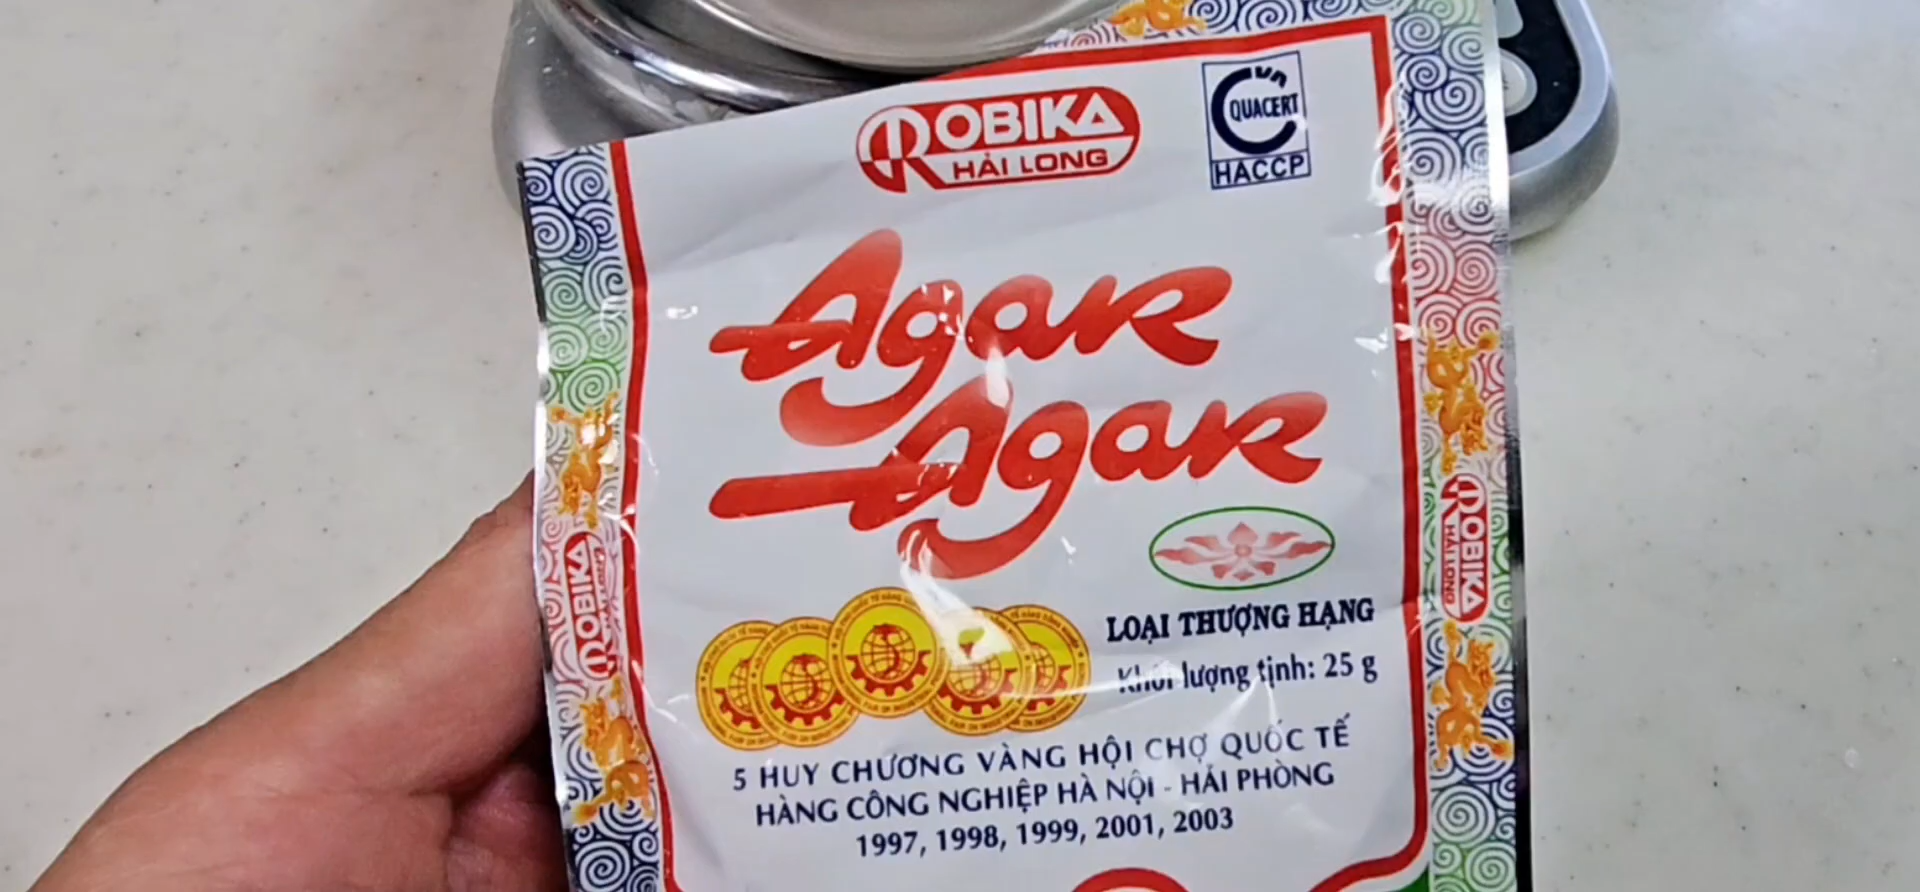 ROBIKA
HẢI LONG
QUACERT
HACCP
Agar
Agar
LOẠI THƯỢNG HẠNG
Khối lượng tịnh: 25 g
5 HUY CHƯƠNG VÀNG HỘI CHỢ QUỐC TẾ
HÀNG CÔNG NGHIỆP HÀ NỘI - HẢI PHÒNG
1997, 1998, 1999, 2001, 2003
ROBIKA
ROBIKA
HẢI LONG